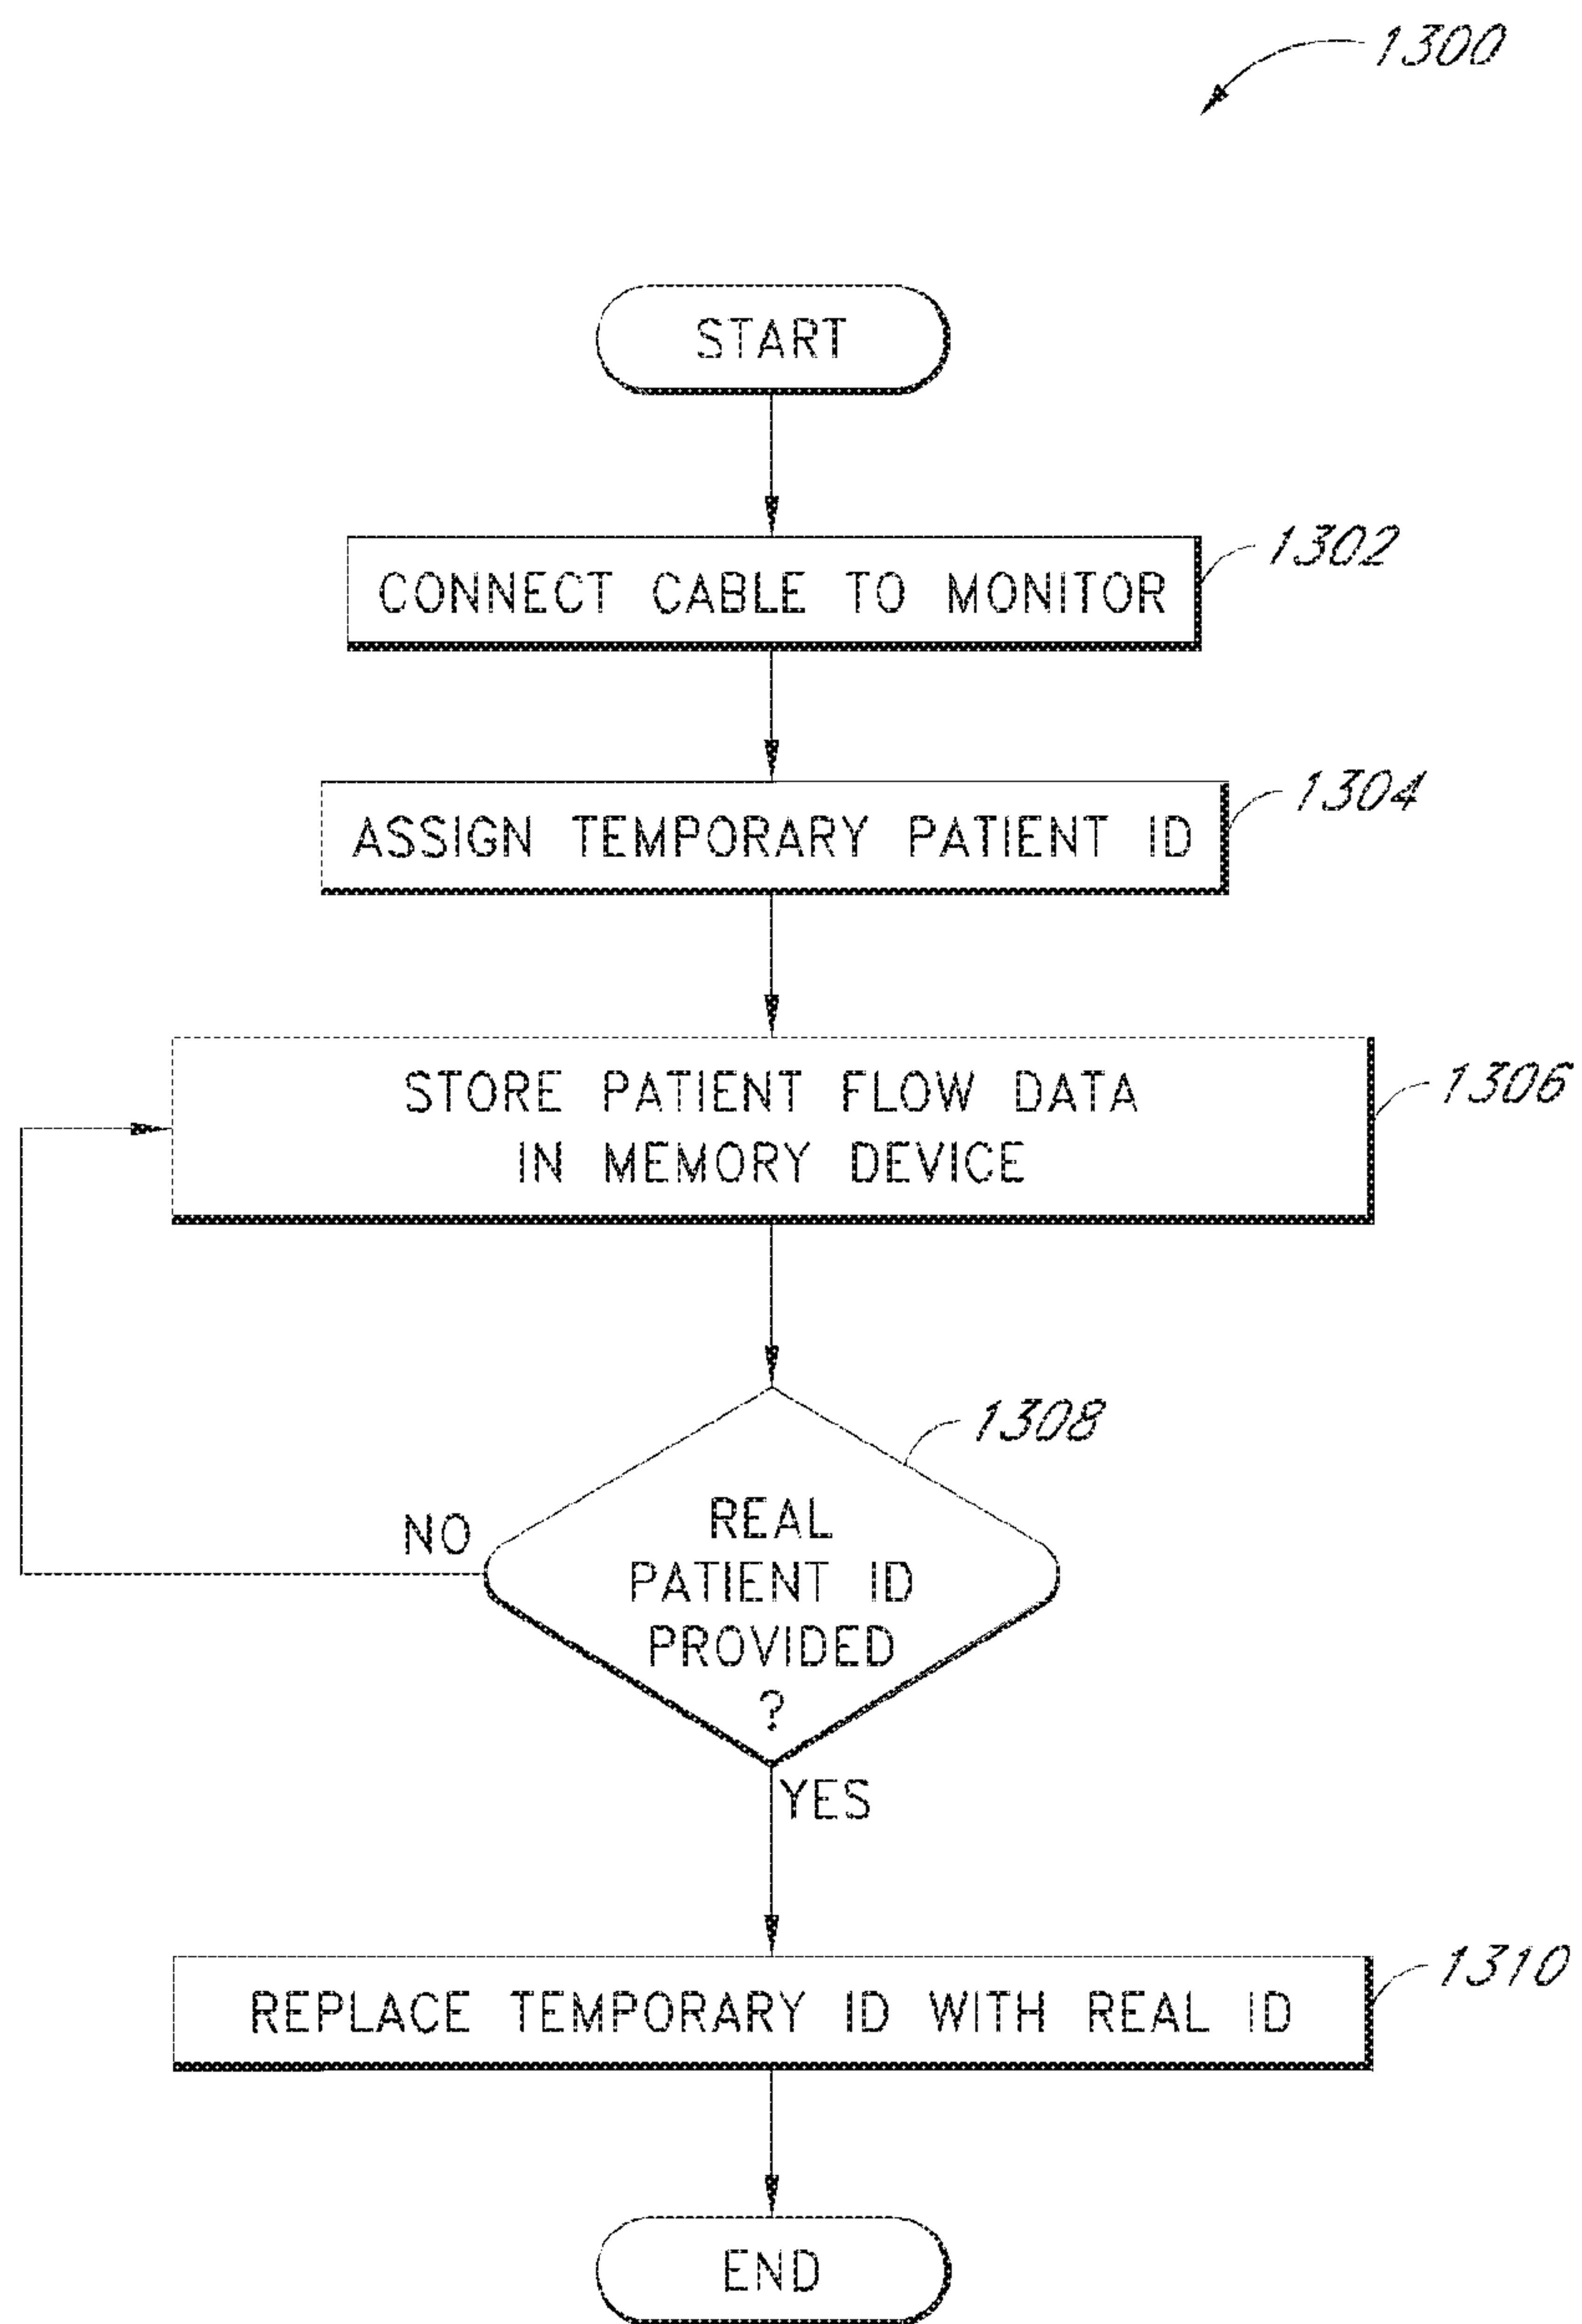 1300
START
CONNECT CABLE TO MONITOR
1302
ASSIGN TEMPORARY PATIENT ID
1304
STORE PATIENT FLOW DATA
IN MEMORY DEVICE
1306
1308
REAL
PATIENT ID
PROVIDED
?
NO
YES
REPLACE TEMPORARY ID WITH REAL ID
1310
END